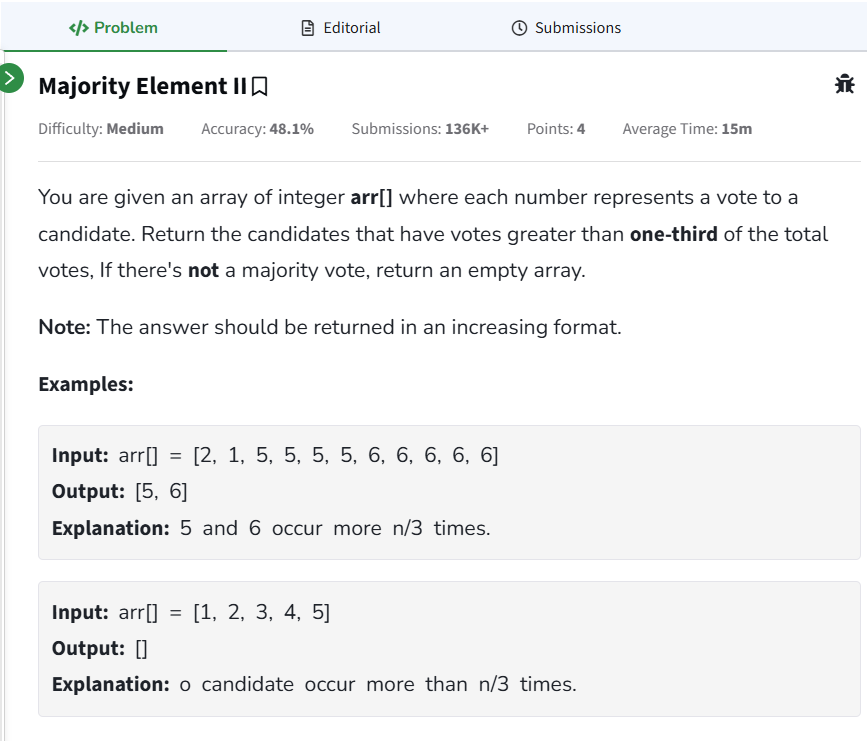 </> Problem
Editorial
Submissions
Majority Element II
Difficulty: Medium Accuracy: 48.1% Submissions: 136K+ Points: 4 Average Time: 15m
You are given an array of integer arr[] where each number represents a vote to a
candidate. Return the candidates that have votes greater than one-third of the total
votes, If there's not a majority vote, return an empty array.
Note: The answer should be returned in an increasing format.
Examples:
Input: arr[] = [2, 1, 5, 5, 5, 5, 6, 6, 6, 6, 6]
Output: [5, 6]
Explanation: 5 and 6 occur more n/3 times.
Input: arr[] = [1, 2, 3, 4, 5]
Output: []
Explanation: o candidate occur more than n/3 times.